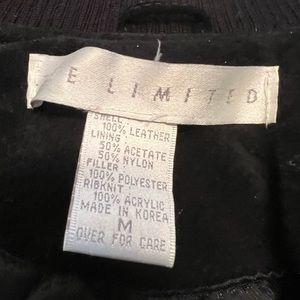 E LIMITED
SHELL:
100% LEATHER
LINING:
50% ACETATE
50% NYLON
FILLER:
100% POLYESTER
RIBKNIT:
100% ACRYLIC
MADE IN KOREA
M
OVER FOR CARE